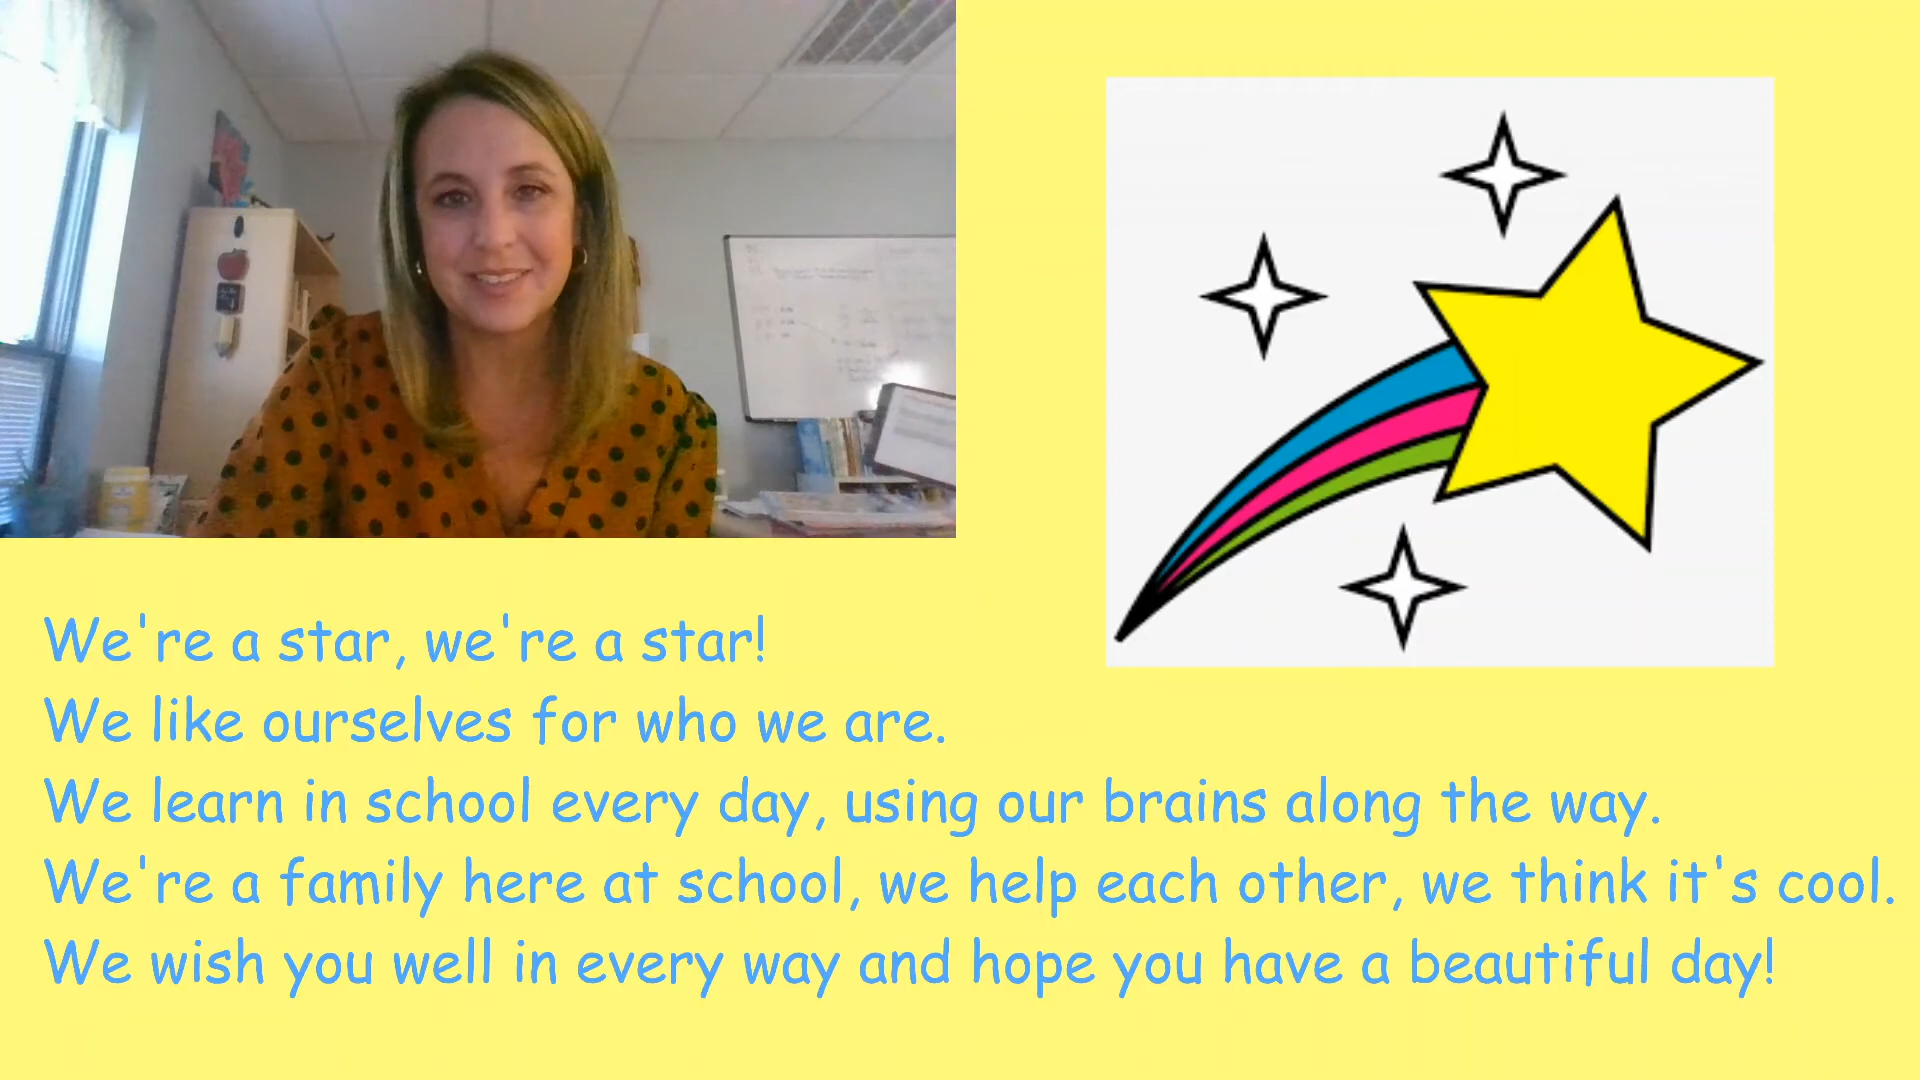 We're a star, we're a star!
We like ourselves for who we are.
We learn in school every day, using our brains along the way.
We're a family here at school, we help each other, we think it's cool.
We wish you well in every way and hope you have a beautiful day!